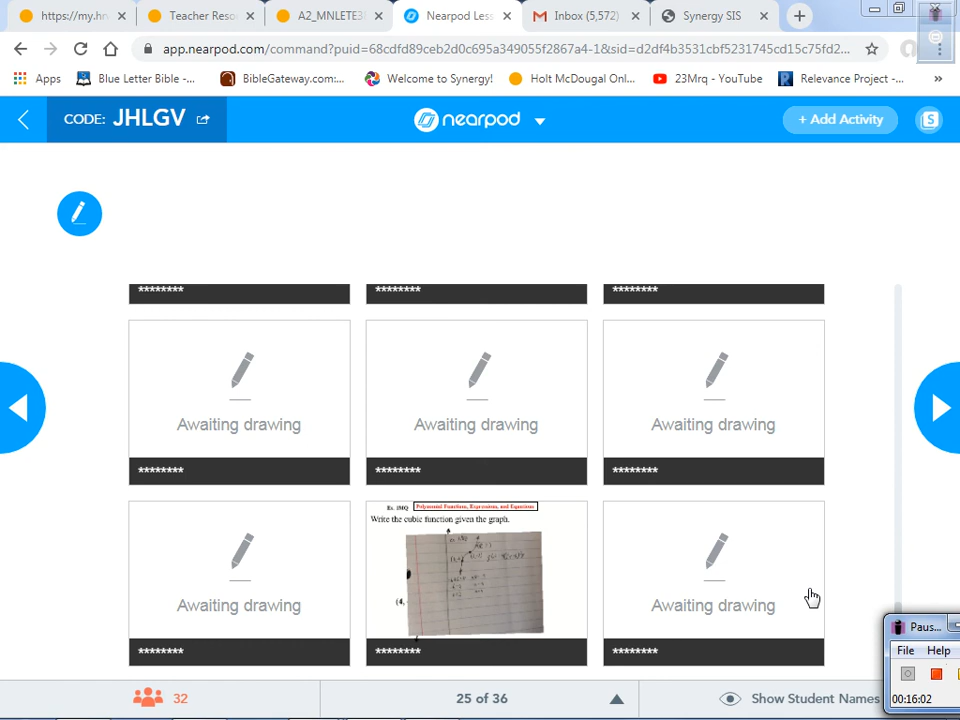 https://my.hr
Teacher Reso
A2_MNLETE3
Nearpod Less
Inbox (5,572)
Synergy SIS
app.nearpod.com/command?puid=68cdfd89ceb2d0c695a349055f2867a4-1&sid=d2df4b3531cbf5231745cd15c75fd2...
Apps
Blue Letter Bible -...
BibleGateway.com:...
Welcome to Synergy!
Holt McDougal Onl...
23Mrq - YouTube
Relevance Project -...
»
CODE: JHLGV
nearpod
+ Add Activity
S
********
********
********
Awaiting drawing
Awaiting drawing
Awaiting drawing
********
********
********
Ex. 3MQ
Polynomial Functions, Expressions, and Equations
Write the cubic function given the graph.
(4,
Awaiting drawing
Awaiting drawing
********
********
********
32
25 of 36
Show Student Names
Paus...
File
Help
00:16:02